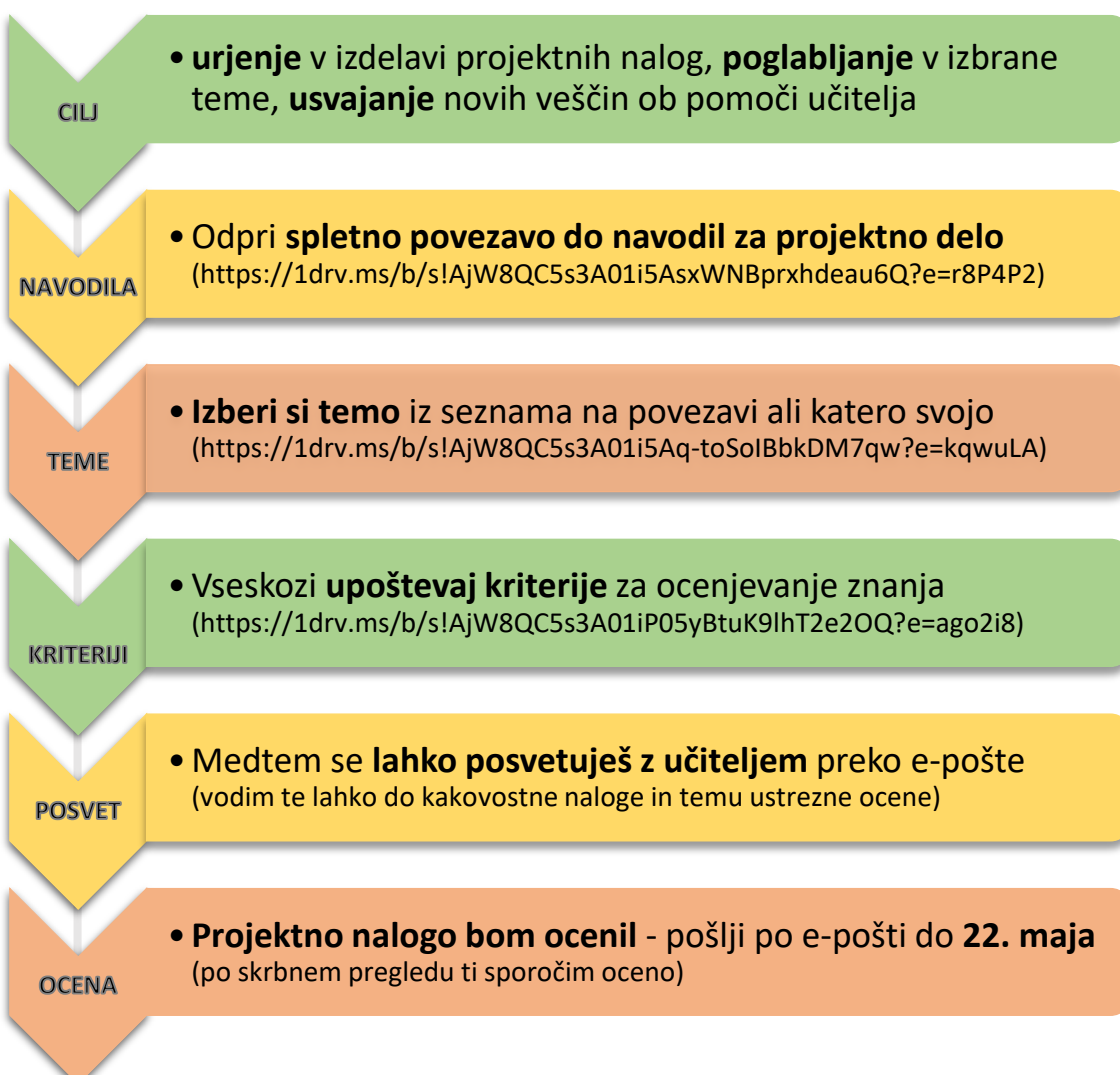 CILJ
• urjenje v izdelavi projektnih nalog, poglabljanje v izbrane
teme, usvajanje novih veščin ob pomoči učitelja
NAVODILA
• Odpri spletno povezavo do navodil za projektno delo
(https://1drv.ms/b/s!AjW8QC5s3A01i5AsxWNBprxhdeau6Q?e=r8P4P2)
TEME
• Izberi si temo iz seznama na povezavi ali katero svojo
(https://1drv.ms/b/s!AjW8QC5s3A01i5Aq-toSoIBbkDM7qw?e=kqwuLA)
KRITERIJI
• Vseskozi upoštevaj kriterije za ocenjevanje znanja
(https://1drv.ms/b/s!AjW8QC5s3A01iP05yBtuK9lhT2e2OQ?e=ago2i8)
POSVET
• Medtem se lahko posvetuješ z učiteljem preko e-pošte
(vodim te lahko do kakovostne naloge in temu ustrezne ocene)
OCENA
• Projektno nalogo bom ocenil - pošlji po e-pošti do 22. maja
(po skrbnem pregledu ti sporočim oceno)